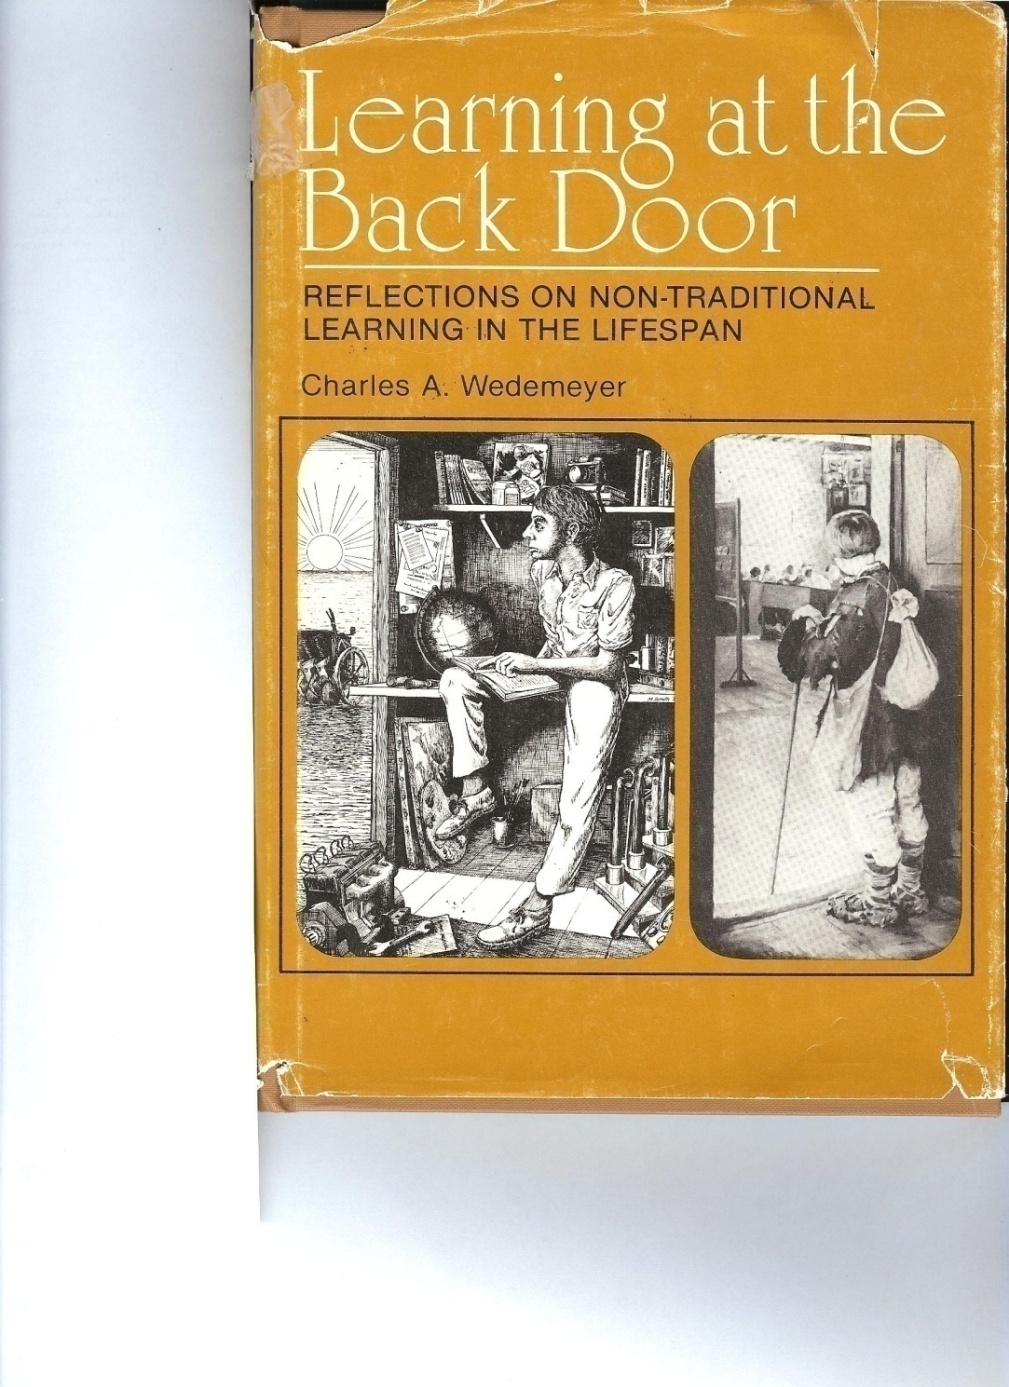 Learning at the
Back Door
REFLECTIONS ON NON-TRADITIONAL
LEARNING IN THE LIFESPAN
Charles A. Wedemeyer